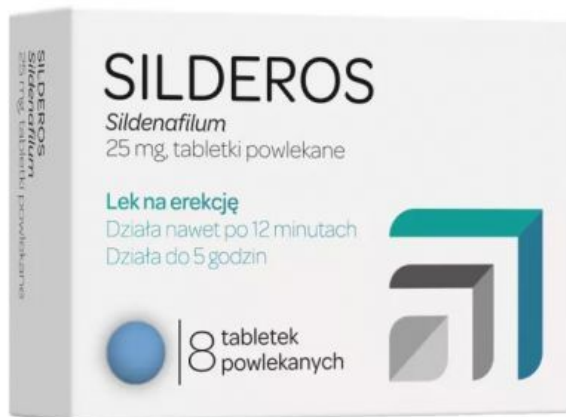 SILDEROS
Sildenafilum
25 mg, tabletki powlekane
SILDEROS
Sildenafilum
25 mg, tabletki powlekane
Lek na erekcję
Działa nawet po 12 minutach
Działa do 5 godzin
8 tabletek
powlekanych